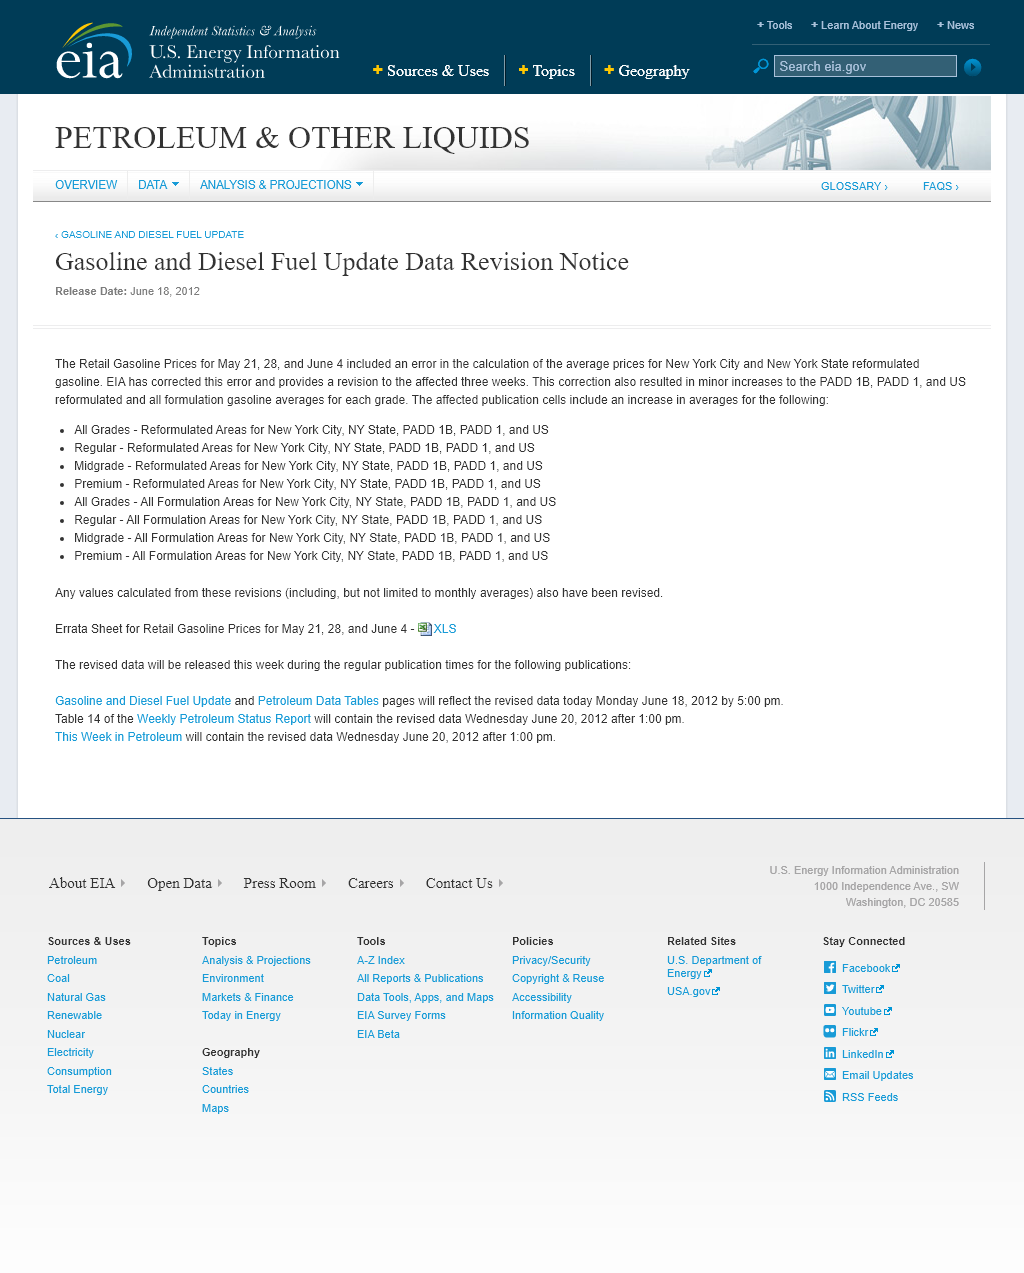 Independent Statistics & Analysis
eia
U.S. Energy Information
Administration
+ Tools
+ Learn About Energy
+ News
+ Sources & Uses
+ Topics
+ Geography
Search eia.gov
PETROLEUM & OTHER LIQUIDS
OVERVIEW
DATA
ANALYSIS & PROJECTIONS
GLOSSARY ›
FAQS ›
‹ GASOLINE AND DIESEL FUEL UPDATE
Gasoline and Diesel Fuel Update Data Revision Notice
Release Date: June 18, 2012
The Retail Gasoline Prices for May 21, 28, and June 4 included an error in the calculation of the average prices for New York City and New York State reformulated
gasoline. EIA has corrected this error and provides a revision to the affected three weeks. This correction also resulted in minor increases to the PADD 1B, PADD 1, and US
reformulated and all formulation gasoline averages for each grade. The affected publication cells include an increase in averages for the following:
• All Grades - Reformulated Areas for New York City, NY State, PADD 1B, PADD 1, and US
• Regular - Reformulated Areas for New York City, NY State, PADD 1B, PADD 1, and US
• Midgrade - Reformulated Areas for New York City, NY State, PADD 1B, PADD 1, and US
• Premium - Reformulated Areas for New York City, NY State, PADD 1B, PADD 1, and US
• All Grades - All Formulation Areas for New York City, NY State, PADD 1B, PADD 1, and US
• Regular - All Formulation Areas for New York City, NY State, PADD 1B, PADD 1, and US
• Midgrade - All Formulation Areas for New York City, NY State, PADD 1B, PADD 1, and US
• Premium - All Formulation Areas for New York City, NY State, PADD 1B, PADD 1, and US
Any values calculated from these revisions (including, but not limited to monthly averages) also have been revised.
Errata Sheet for Retail Gasoline Prices for May 21, 28, and June 4 - XLS
The revised data will be released this week during the regular publication times for the following publications:
Gasoline and Diesel Fuel Update and Petroleum Data Tables pages will reflect the revised data today Monday June 18, 2012 by 5:00 pm.
Table 14 of the Weekly Petroleum Status Report will contain the revised data Wednesday June 20, 2012 after 1:00 pm.
This Week in Petroleum will contain the revised data Wednesday June 20, 2012 after 1:00 pm.
About EIA
Open Data
Press Room
Careers
Contact Us
U.S. Energy Information Administration
1000 Independence Ave., SW
Washington, DC 20585
Sources & Uses
Petroleum
Coal
Natural Gas
Renewable
Nuclear
Electricity
Consumption
Total Energy
Topics
Analysis & Projections
Environment
Markets & Finance
Today in Energy
Geography
States
Countries
Maps
Tools
A-Z Index
All Reports & Publications
Data Tools, Apps, and Maps
EIA Survey Forms
EIA Beta
Policies
Privacy/Security
Copyright & Reuse
Accessibility
Information Quality
Related Sites
U.S. Department of
Energy
USA.gov
Stay Connected
Facebook
Twitter
Youtube
Flickr
LinkedIn
Email Updates
RSS Feeds